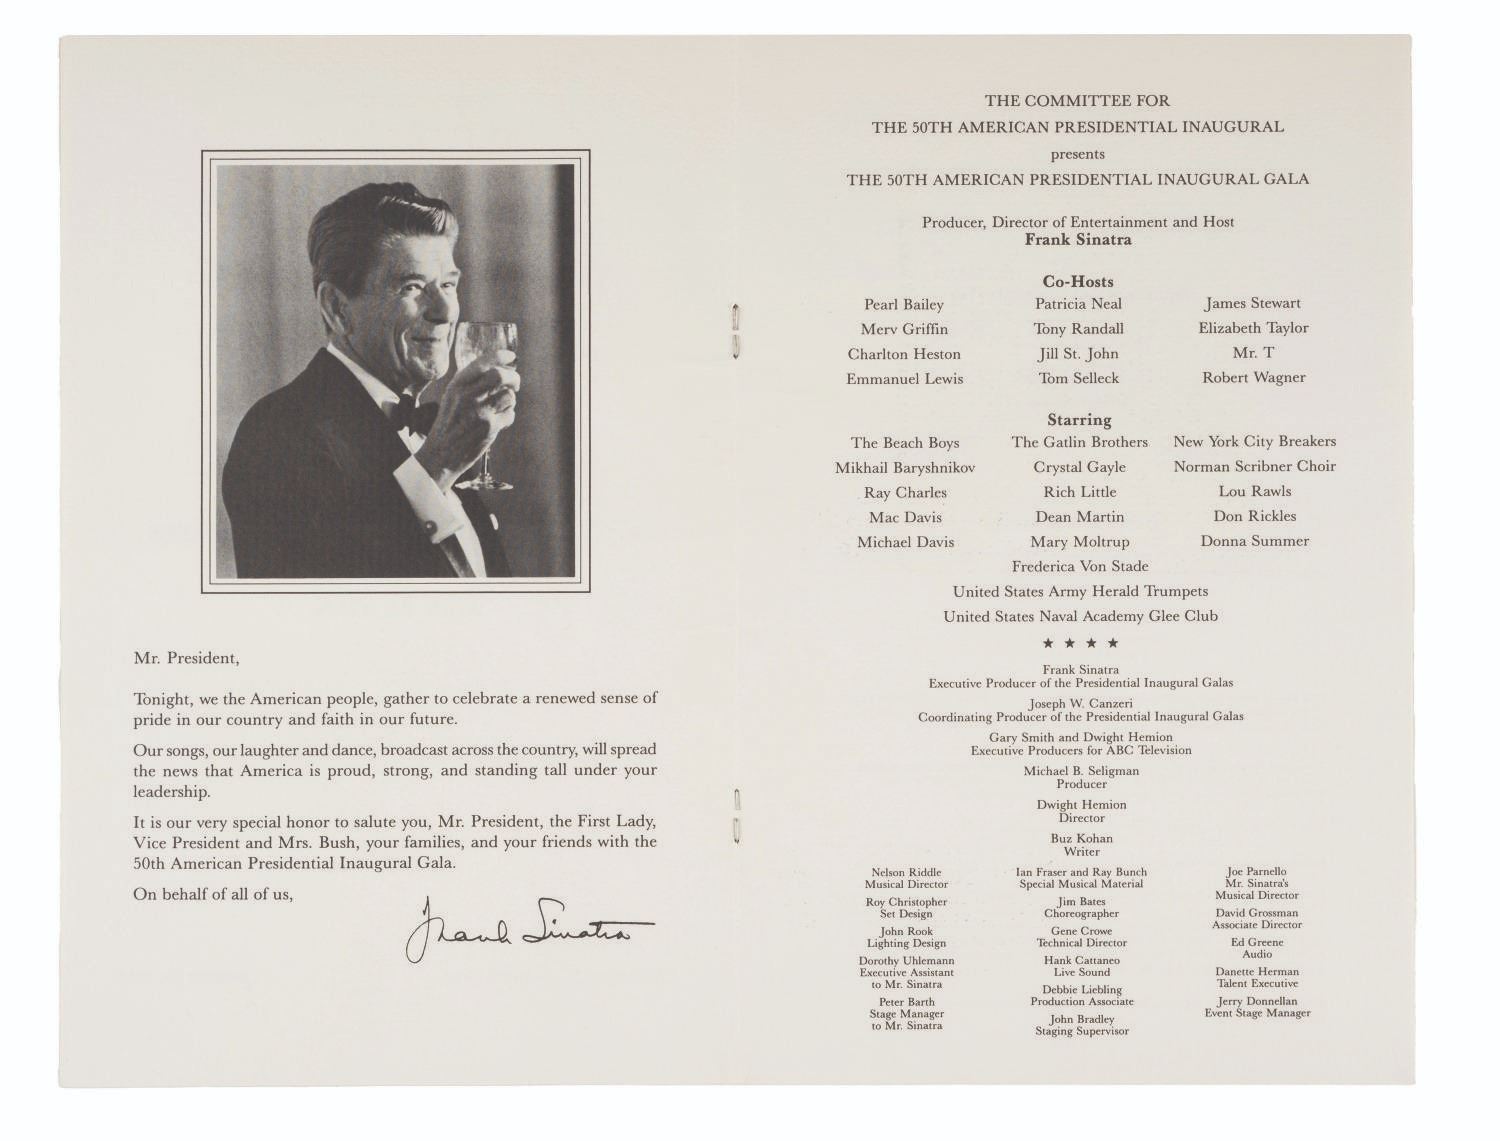 Mr. President,
Tonight, we the American people, gather to celebrate a renewed sense of
pride in our country and faith in our future.
Our songs, our laughter and dance, broadcast across the country, will spread
the news that America is proud, strong, and standing tall under your
leadership.
It is our very special honor to salute you, Mr. President, the First Lady,
Vice President and Mrs. Bush, your families, and your friends with the
50th American Presidential Inaugural Gala.
On behalf of all of us,
Frank Sinatra
THE COMMITTEE FOR
THE 50TH AMERICAN PRESIDENTIAL INAUGURAL
presents
THE 50TH AMERICAN PRESIDENTIAL INAUGURAL GALA
Producer, Director of Entertainment and Host
Frank Sinatra
Co-Hosts
Pearl Bailey Patricia Neal James Stewart
Merv Griffin Tony Randall Elizabeth Taylor
Charlton Heston Jill St. John Mr. T
Emmanuel Lewis Tom Selleck Robert Wagner
Starring
The Beach Boys The Gatlin Brothers New York City Breakers
Mikhail Baryshnikov Crystal Gayle Norman Scribner Choir
Ray Charles Rich Little Lou Rawls
Mac Davis Dean Martin Don Rickles
Michael Davis Mary Moltrup Donna Summer
Frederica Von Stade
United States Army Herald Trumpets
United States Naval Academy Glee Club
★ ★ ★ ★
Frank Sinatra
Executive Producer of the Presidential Inaugural Galas
Joseph W. Canzeri
Coordinating Producer of the Presidential Inaugural Galas
Gary Smith and Dwight Hemion
Executive Producers for ABC Television
Michael B. Seligman
Producer
Dwight Hemion
Director
Buz Kohan
Writer
Nelson Riddle
Musical Director
Roy Christopher
Set Design
John Rook
Lighting Design
Dorothy Uhlemann
Executive Assistant
to Mr. Sinatra
Peter Barth
Stage Manager
to Mr. Sinatra
Ian Fraser and Ray Bunch
Special Musical Material
Jim Bates
Choreographer
Gene Crowe
Technical Director
Hank Cattaneo
Live Sound
Debbie Liebling
Production Associate
John Bradley
Staging Supervisor
Joe Parnello
Mr. Sinatra's
Musical Director
David Grossman
Associate Director
Ed Greene
Audio
Danette Herman
Talent Executive
Jerry Donnellan
Event Stage Manager